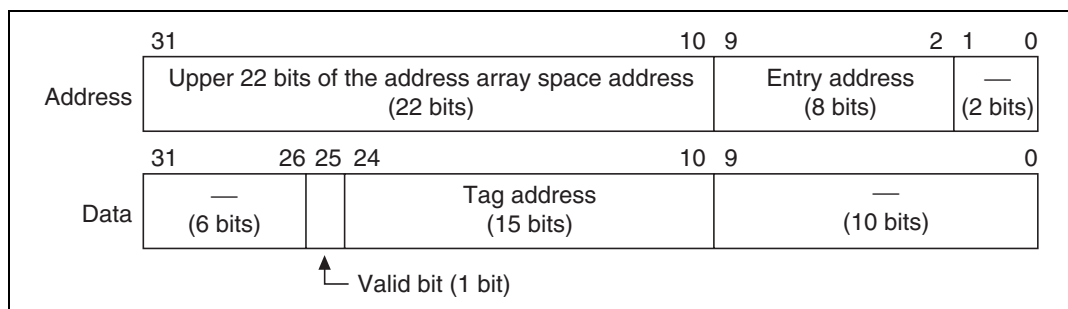 31 10 9 2 1 0
Address Upper 22 bits of the address array space address Entry address —
(22 bits) (8 bits) (2 bits)
31 26 25 24 10 9 0
Data — Tag address —
(6 bits) (15 bits) (10 bits)
Valid bit (1 bit)